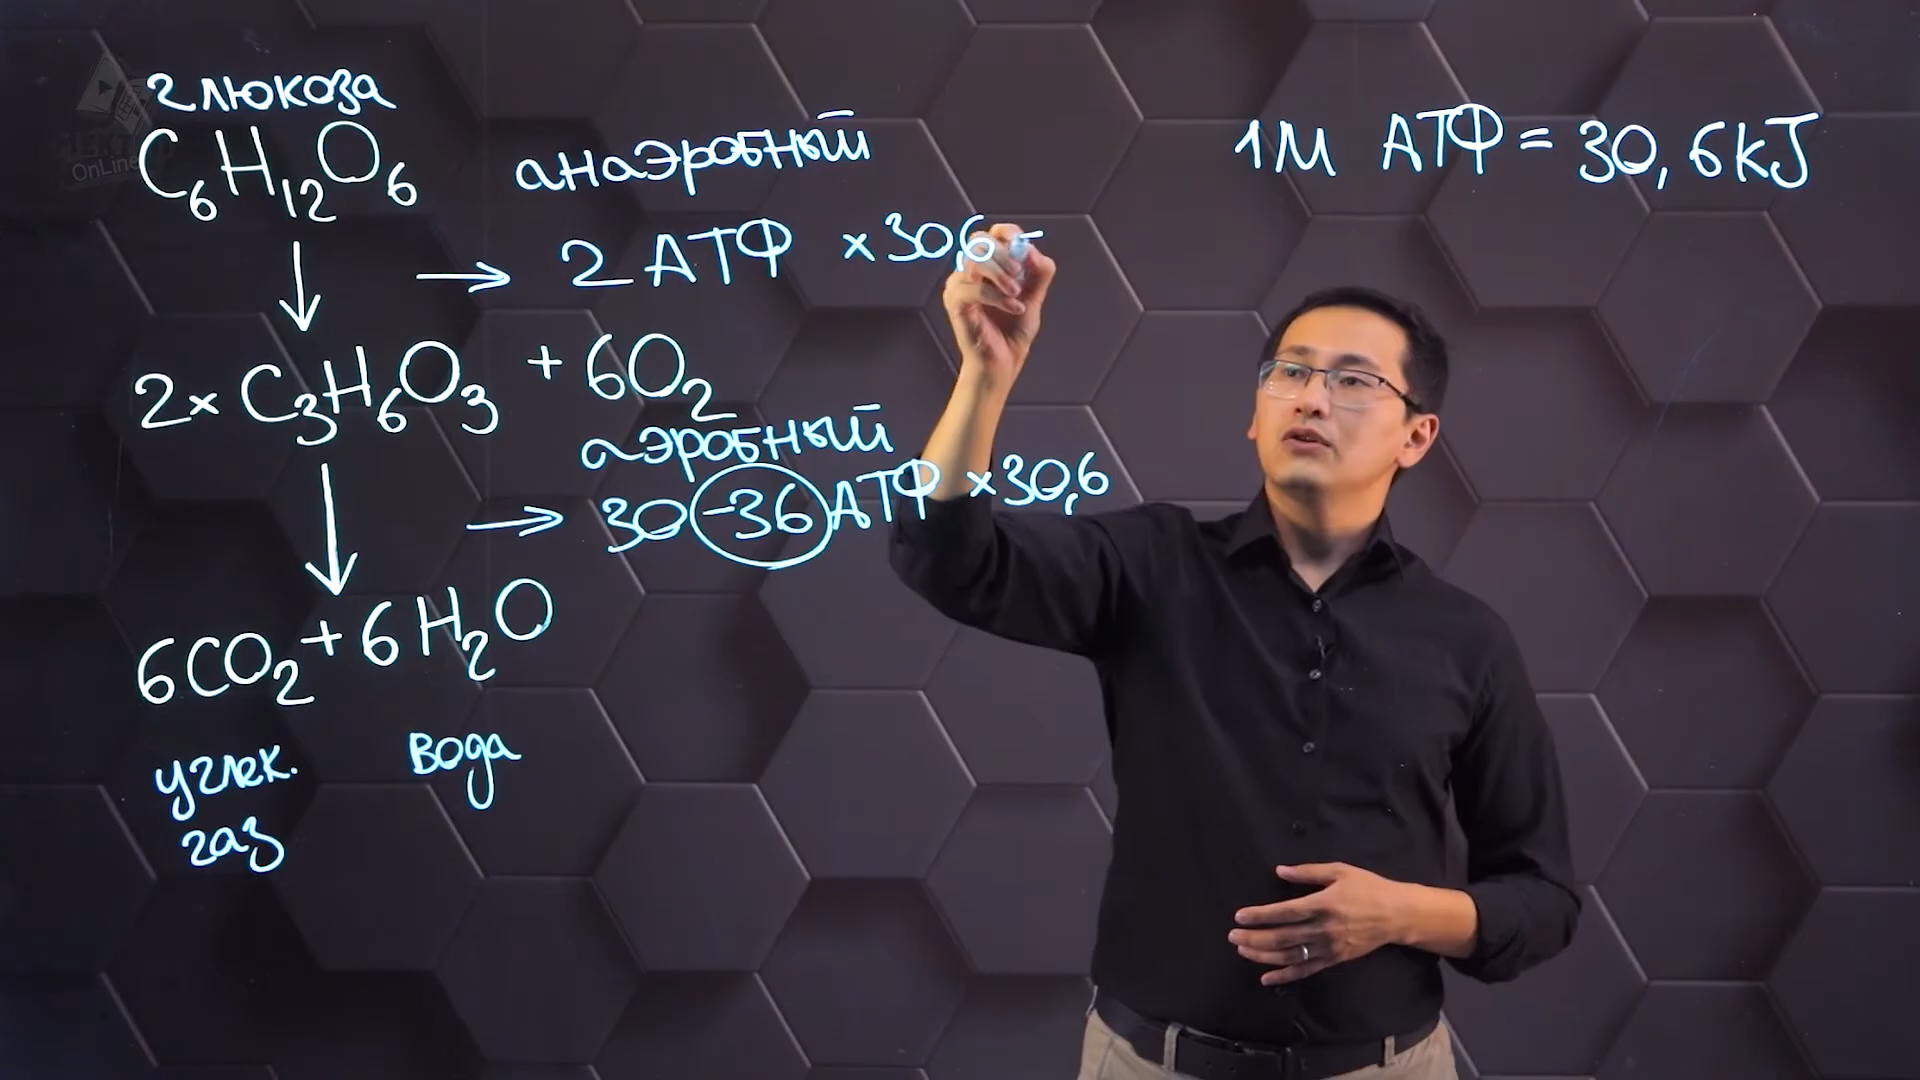 глюкоза
C₆H₁₂O₆
анаэробный
→ 2 АТФ ×30,6 =
2× C₃H₆O₃ + 6O₂
аэробный
→ 30-36 АТФ ×30,6
6CO₂ + 6H₂O
углек. газ
вода
1М АТФ = 30,6 kJ
OnLine